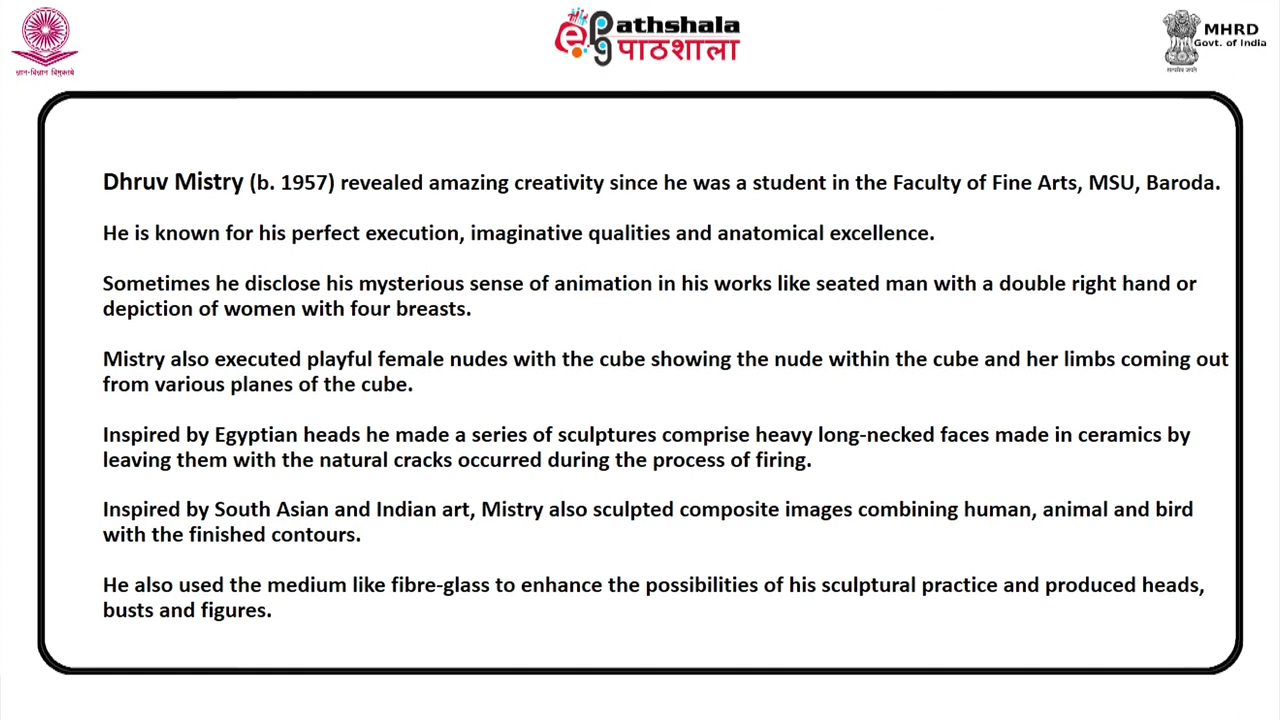 ज्ञान-विज्ञान विमुक्तये
e Pg athshala
पाठशाला
MHRD
Govt. of India
सत्यमेव जयते
Dhruv Mistry (b. 1957) revealed amazing creativity since he was a student in the Faculty of Fine Arts, MSU, Baroda.
He is known for his perfect execution, imaginative qualities and anatomical excellence.
Sometimes he disclose his mysterious sense of animation in his works like seated man with a double right hand or
depiction of women with four breasts.
Mistry also executed playful female nudes with the cube showing the nude within the cube and her limbs coming out
from various planes of the cube.
Inspired by Egyptian heads he made a series of sculptures comprise heavy long-necked faces made in ceramics by
leaving them with the natural cracks occurred during the process of firing.
Inspired by South Asian and Indian art, Mistry also sculpted composite images combining human, animal and bird
with the finished contours.
He also used the medium like fibre-glass to enhance the possibilities of his sculptural practice and produced heads,
busts and figures.